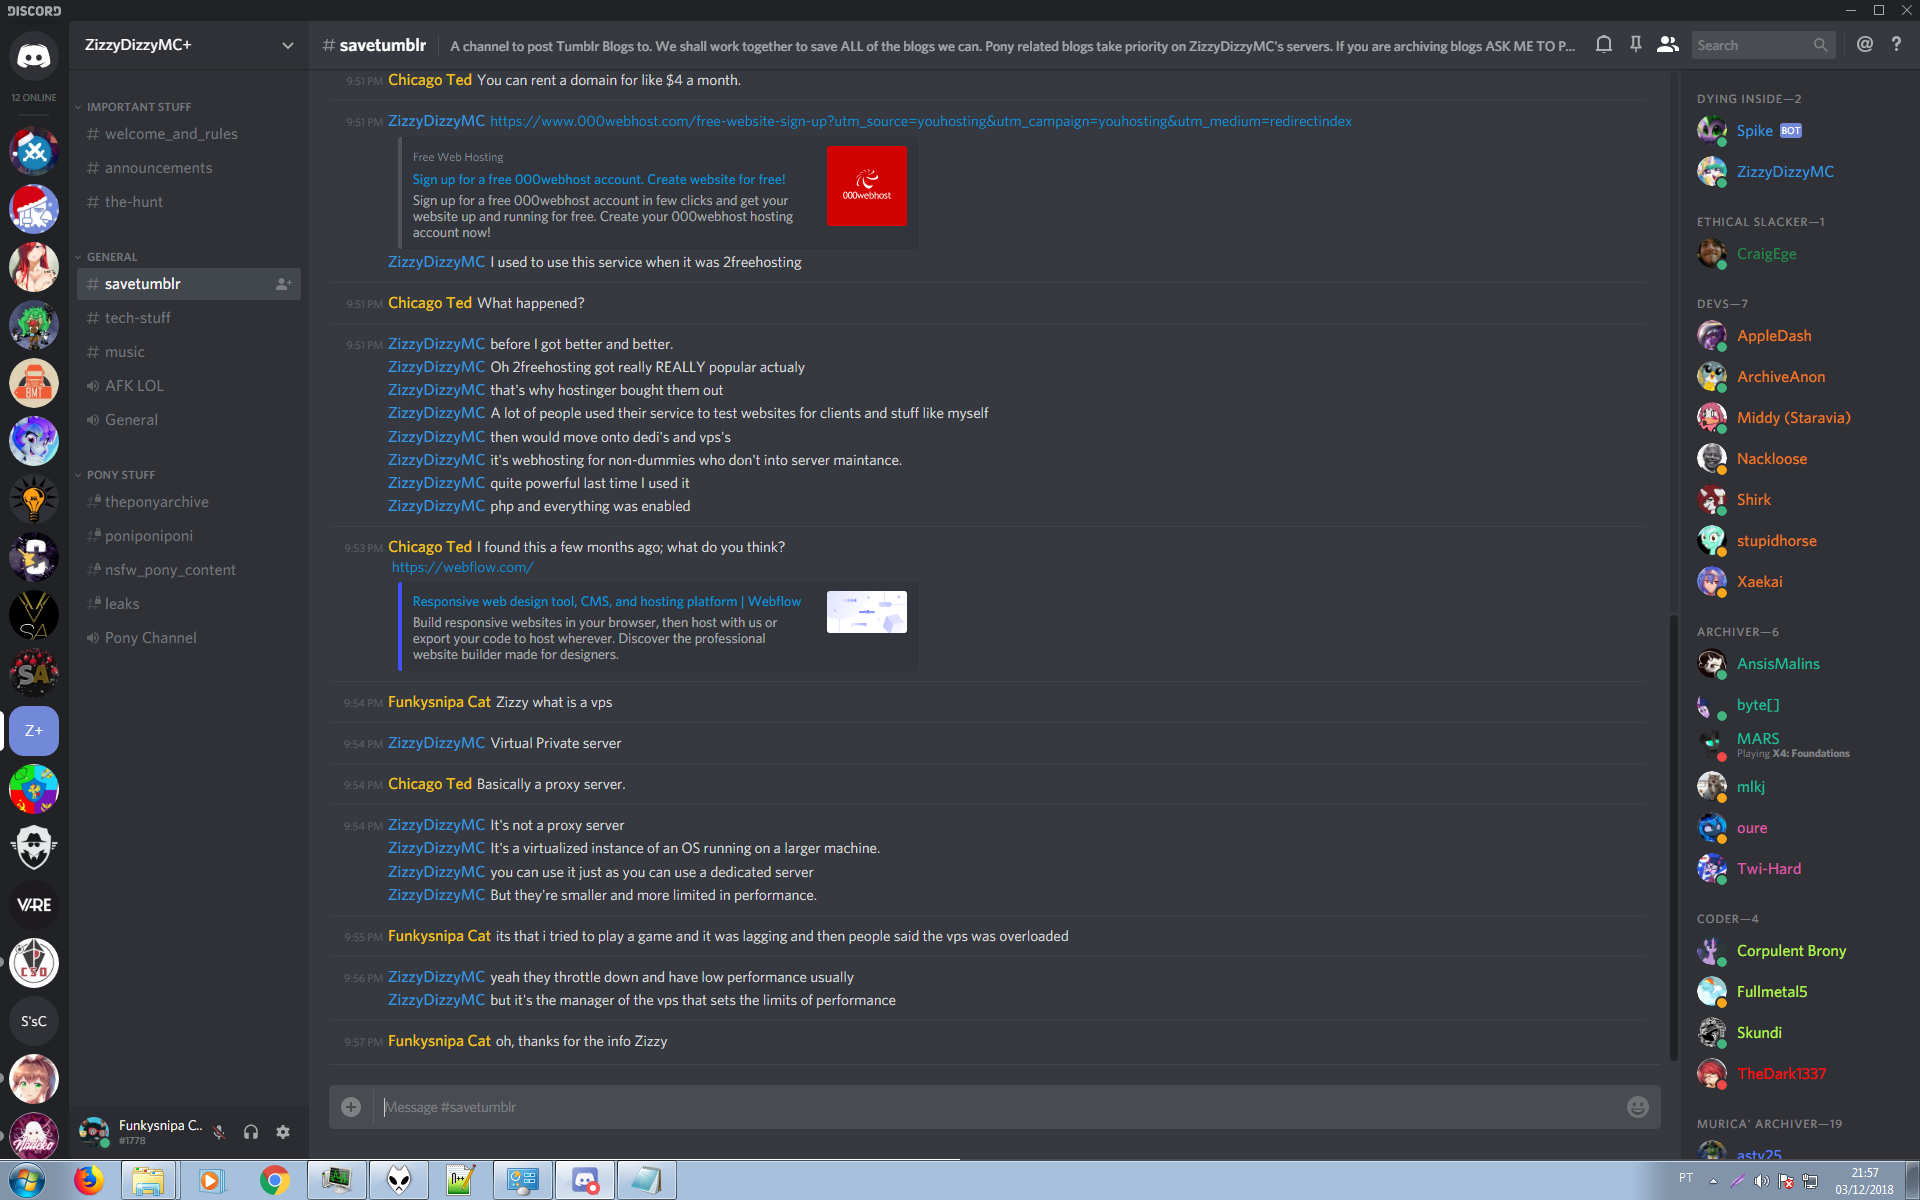 DISCORD
12 ONLINE
BMT
SA
SA
Z+
V/RE
CSD
S'sC
ZizzyDizzyMC+
IMPORTANT STUFF
# welcome_and_rules
# announcements
# the-hunt
GENERAL
# savetumblr
# tech-stuff
# music
AFK LOL
General
PONY STUFF
theponyarchive
poniponiponi
nsfw_pony_content
leaks
Pony Channel
Funkysnipa C..
#1778
# savetumblr
A channel to post Tumblr Blogs to. We shall work together to save ALL of the blogs we can. Pony related blogs take priority on ZizzyDizzyMC's servers. If you are archiving blogs ASK ME TO P...
Search
9:51 PM Chicago Ted You can rent a domain for like $4 a month.
9:51 PM ZizzyDizzyMC https://www.000webhost.com/free-website-sign-up?utm_source=youhosting&utm_campaign=youhosting&utm_medium=redirectindex
Free Web Hosting
Sign up for a free 000webhost account. Create website for free!
Sign up for a free 000webhost account in few clicks and get your
website up and running for free. Create your 000webhost hosting
account now!
000webhost
ZizzyDizzyMC I used to use this service when it was 2freehosting
9:51 PM Chicago Ted What happened?
9:51 PM ZizzyDizzyMC before I got better and better.
ZizzyDizzyMC Oh 2freehosting got really REALLY popular actualy
ZizzyDizzyMC that's why hostinger bought them out
ZizzyDizzyMC A lot of people used their service to test websites for clients and stuff like myself
ZizzyDizzyMC then would move onto dedi's and vps's
ZizzyDizzyMC it's webhosting for non-dummies who don't into server maintance.
ZizzyDizzyMC quite powerful last time I used it
ZizzyDizzyMC php and everything was enabled
9:53 PM Chicago Ted I found this a few months ago; what do you think?
https://webflow.com/
Responsive web design tool, CMS, and hosting platform | Webflow
Build responsive websites in your browser, then host with us or
export your code to host wherever. Discover the professional
website builder made for designers.
9:54 PM Funkysnipa Cat Zizzy what is a vps
9:54 PM ZizzyDizzyMC Virtual Private server
9:54 PM Chicago Ted Basically a proxy server.
9:54 PM ZizzyDizzyMC It's not a proxy server
ZizzyDizzyMC It's a virtualized instance of an OS running on a larger machine.
ZizzyDizzyMC you can use it just as you can use a dedicated server
ZizzyDizzyMC But they're smaller and more limited in performance.
9:55 PM Funkysnipa Cat its that i tried to play a game and it was lagging and then people said the vps was overloaded
9:56 PM ZizzyDizzyMC yeah they throttle down and have low performance usually
ZizzyDizzyMC but it's the manager of the vps that sets the limits of performance
9:57 PM Funkysnipa Cat oh, thanks for the info Zizzy
Message #savetumblr
DYING INSIDE—2
Spike BOT
ZizzyDizzyMC
ETHICAL SLACKER—1
CraigEge
DEVS—7
AppleDash
ArchiveAnon
Middy (Staravia)
Nackloose
Shirk
stupidhorse
Xaekai
ARCHIVER—6
AnsisMalins
byte[]
MARS
Playing X4: Foundations
mlkj
oure
Twi-Hard
CODER—4
Corpulent Brony
Fullmetal5
Skundi
TheDark1337
MURICA' ARCHIVER—19
asty25
PT
21:57
03/12/2018